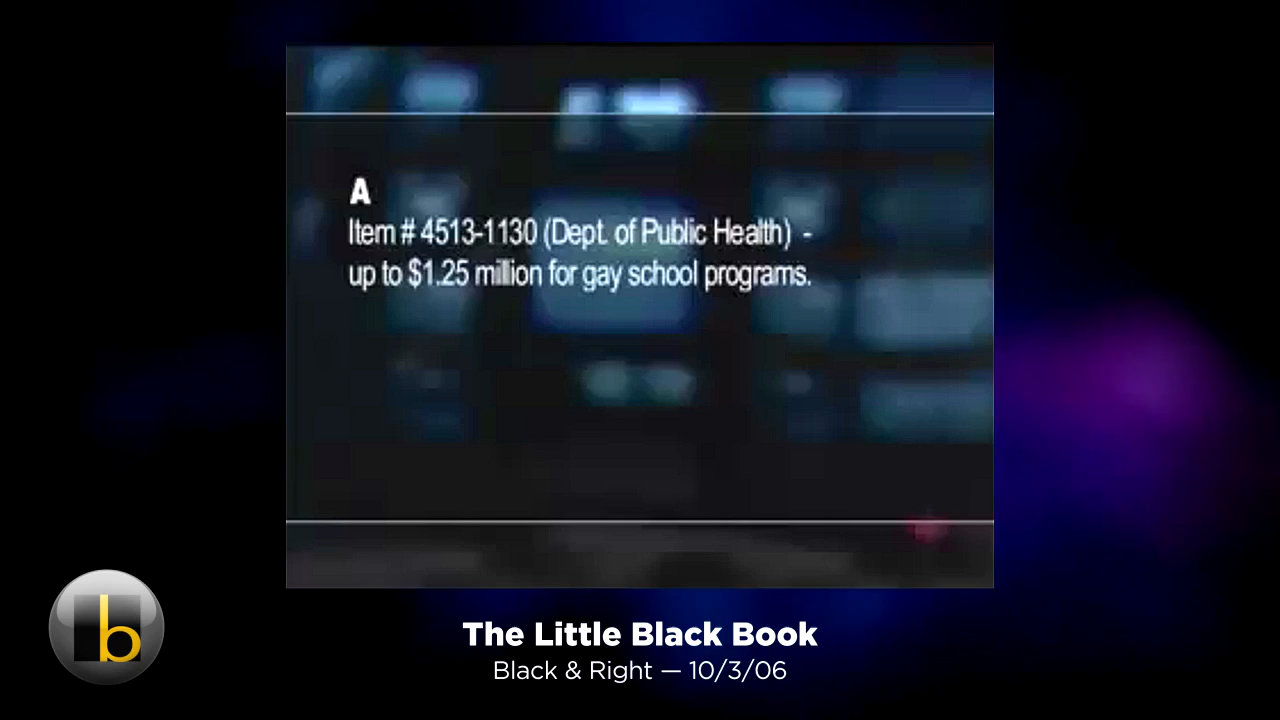 A
Item # 4513-1130 (Dept. of Public Health) -
up to $1.25 million for gay school programs.
b
The Little Black Book
Black & Right — 10/3/06